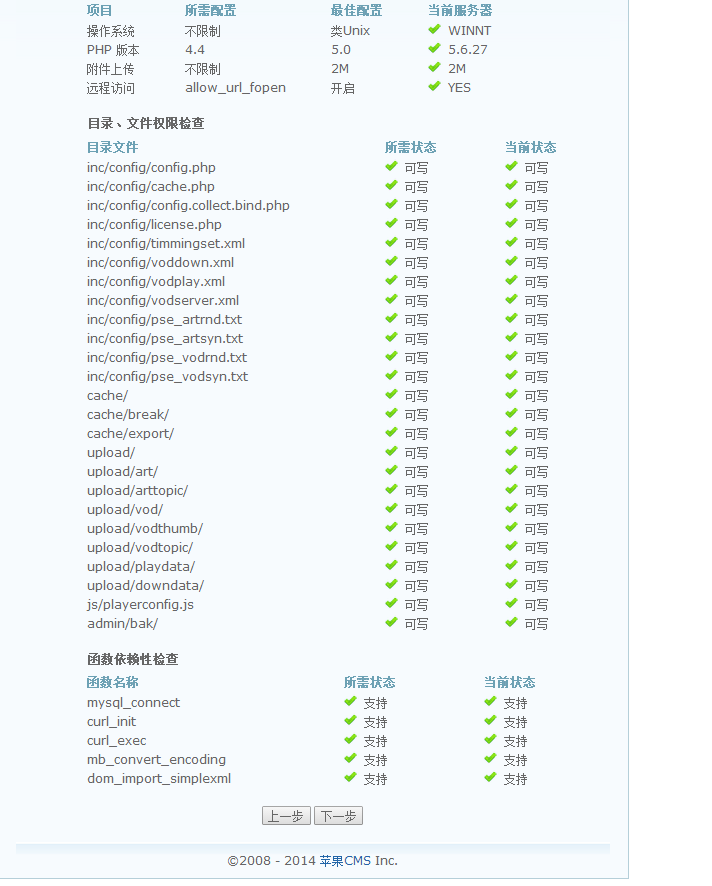 项目 所需配置 最佳配置 当前服务器
操作系统 不限制 类Unix WINNT
PHP 版本 4.4 5.0 5.6.27
附件上传 不限制 2M 2M
远程访问 allow_url_fopen 开启 YES
目录、文件权限检查
目录文件 所需状态 当前状态
inc/config/config.php 可写 可写
inc/config/cache.php 可写 可写
inc/config/config.collect.bind.php 可写 可写
inc/config/license.php 可写 可写
inc/config/timmingset.xml 可写 可写
inc/config/voddown.xml 可写 可写
inc/config/vodplay.xml 可写 可写
inc/config/vodserver.xml 可写 可写
inc/config/pse_artrnd.txt 可写 可写
inc/config/pse_artsyn.txt 可写 可写
inc/config/pse_vodrnd.txt 可写 可写
inc/config/pse_vodsyn.txt 可写 可写
cache/ 可写 可写
cache/break/ 可写 可写
cache/export/ 可写 可写
upload/ 可写 可写
upload/art/ 可写 可写
upload/arttopic/ 可写 可写
upload/vod/ 可写 可写
upload/vodthumb/ 可写 可写
upload/vodtopic/ 可写 可写
upload/playdata/ 可写 可写
upload/downdata/ 可写 可写
js/playerconfig.js 可写 可写
admin/bak/ 可写 可写
函数依赖性检查
函数名称 所需状态 当前状态
mysql_connect 支持 支持
curl_init 支持 支持
curl_exec 支持 支持
mb_convert_encoding 支持 支持
dom_import_simplexml 支持 支持
上一步 下一步
©2008 - 2014 苹果CMS Inc.